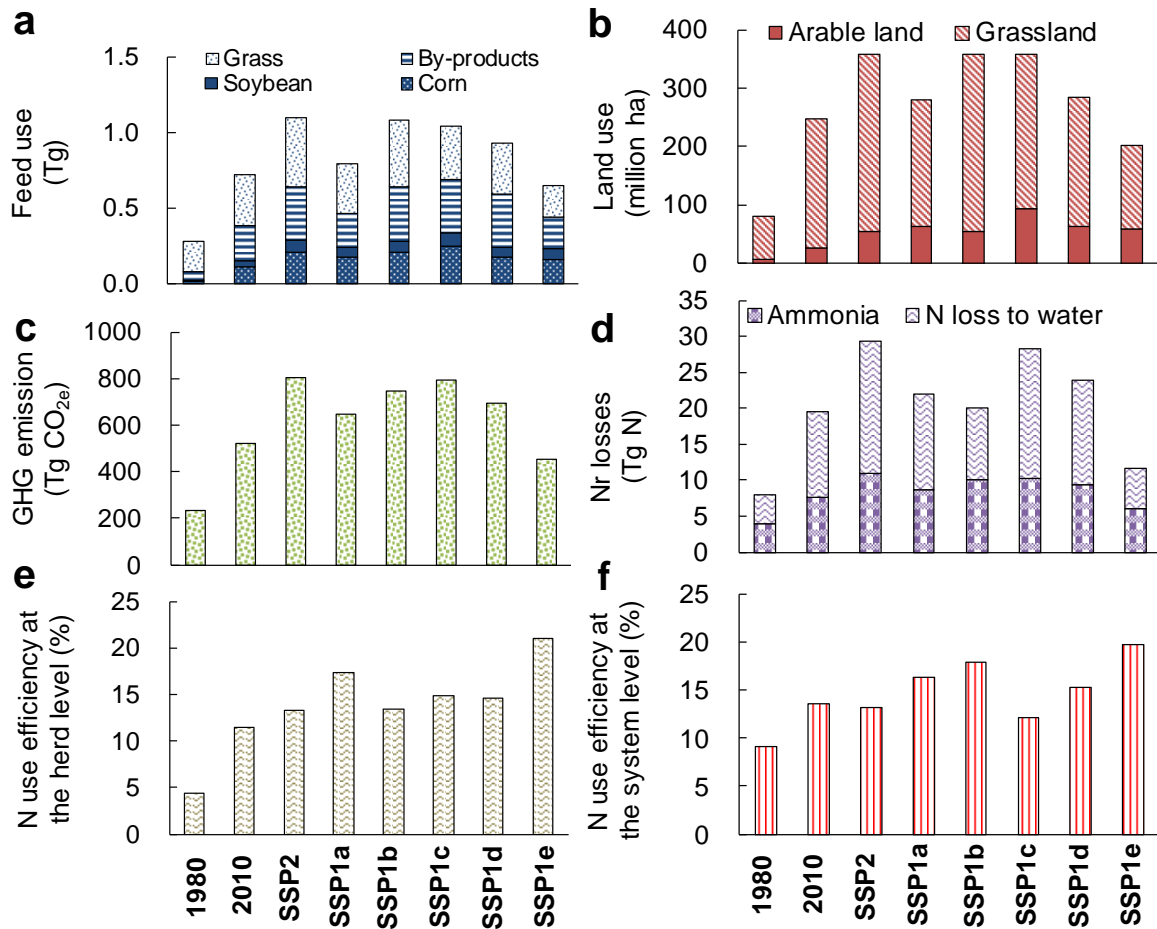 a
Grass By-products
Soybean Corn
Feed use
(Tg)
1.5
1.0
0.5
0.0
b
Arable land Grassland
Land use
(million ha)
400
300
200
100
0
c
GHG emission
(Tg CO2e)
1000
800
600
400
200
0
d
Ammonia N loss to water
Nr losses
(Tg N)
35
30
25
20
15
10
5
0
e
N use efficiency at
the herd level (%)
25
20
15
10
5
0
1980 2010 SSP2 SSP1a SSP1b SSP1c SSP1d SSP1e
f
N use efficiency at
the system level (%)
25
20
15
10
5
0
1980 2010 SSP2 SSP1a SSP1b SSP1c SSP1d SSP1e